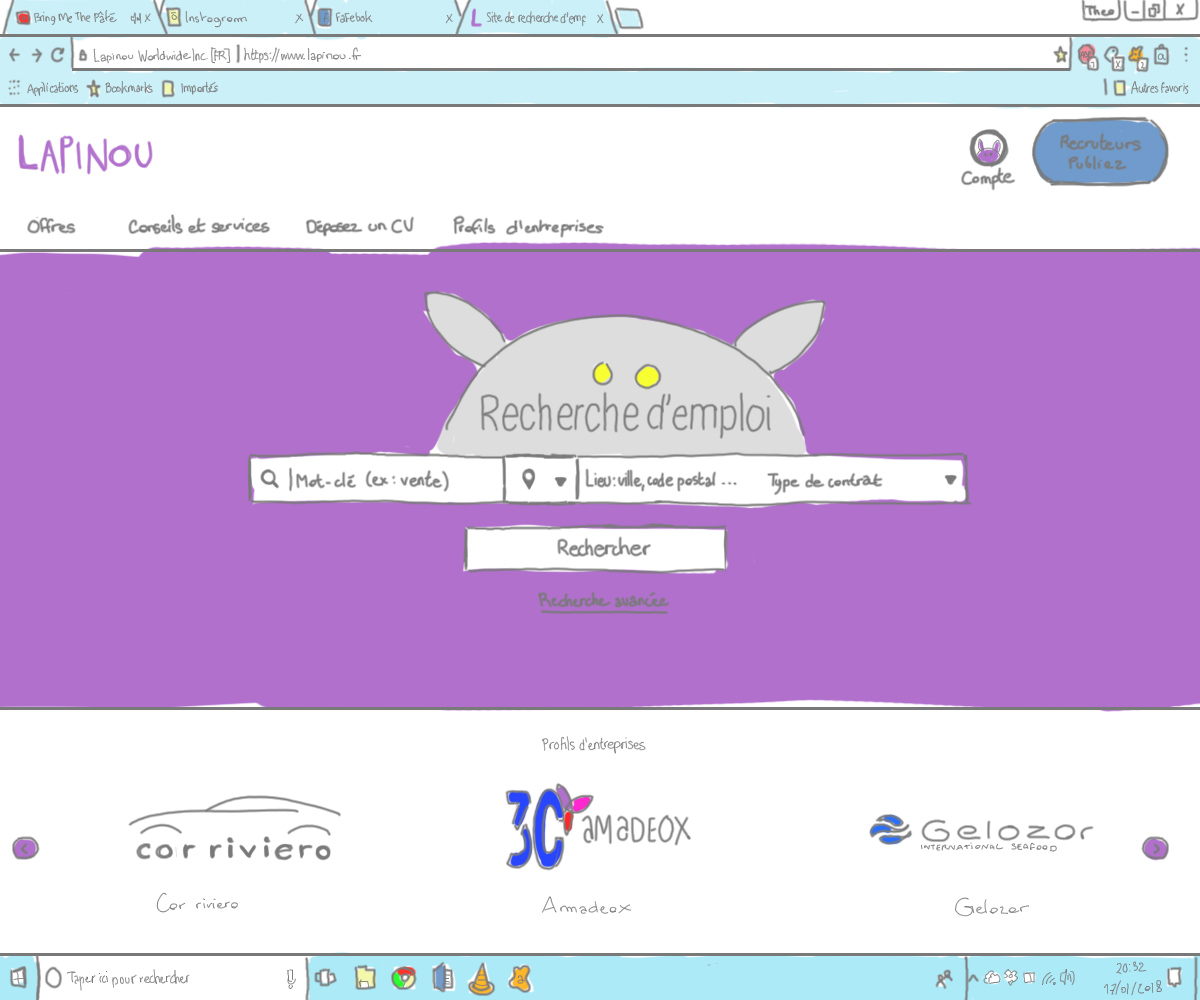 Bring Me The Pâté
Instagroom
FaFebok
Site de recherche d'emp
Theo
Lapinou Worldwide Inc. [FR] | https://www.lapinou.fr
Applications Bookmarks Importés Autres favoris
LAPINOU
Compte
Recruteurs
Publiez
Offres Conseils et services Déposez un CV Profils d'entreprises
Recherche d'emploi
Mot-clé (ex: vente) Lieu: ville, code postal ... Type de contrat
Rechercher
Recherche avancée
Profils d'entreprises
cor riviero
3C AMADEOX
Gelozor
INTERNATIONAL SEAFOOD
Cor riviero Amadeox Gelozor
Taper ici pour rechercher
20:32
17/01/2018